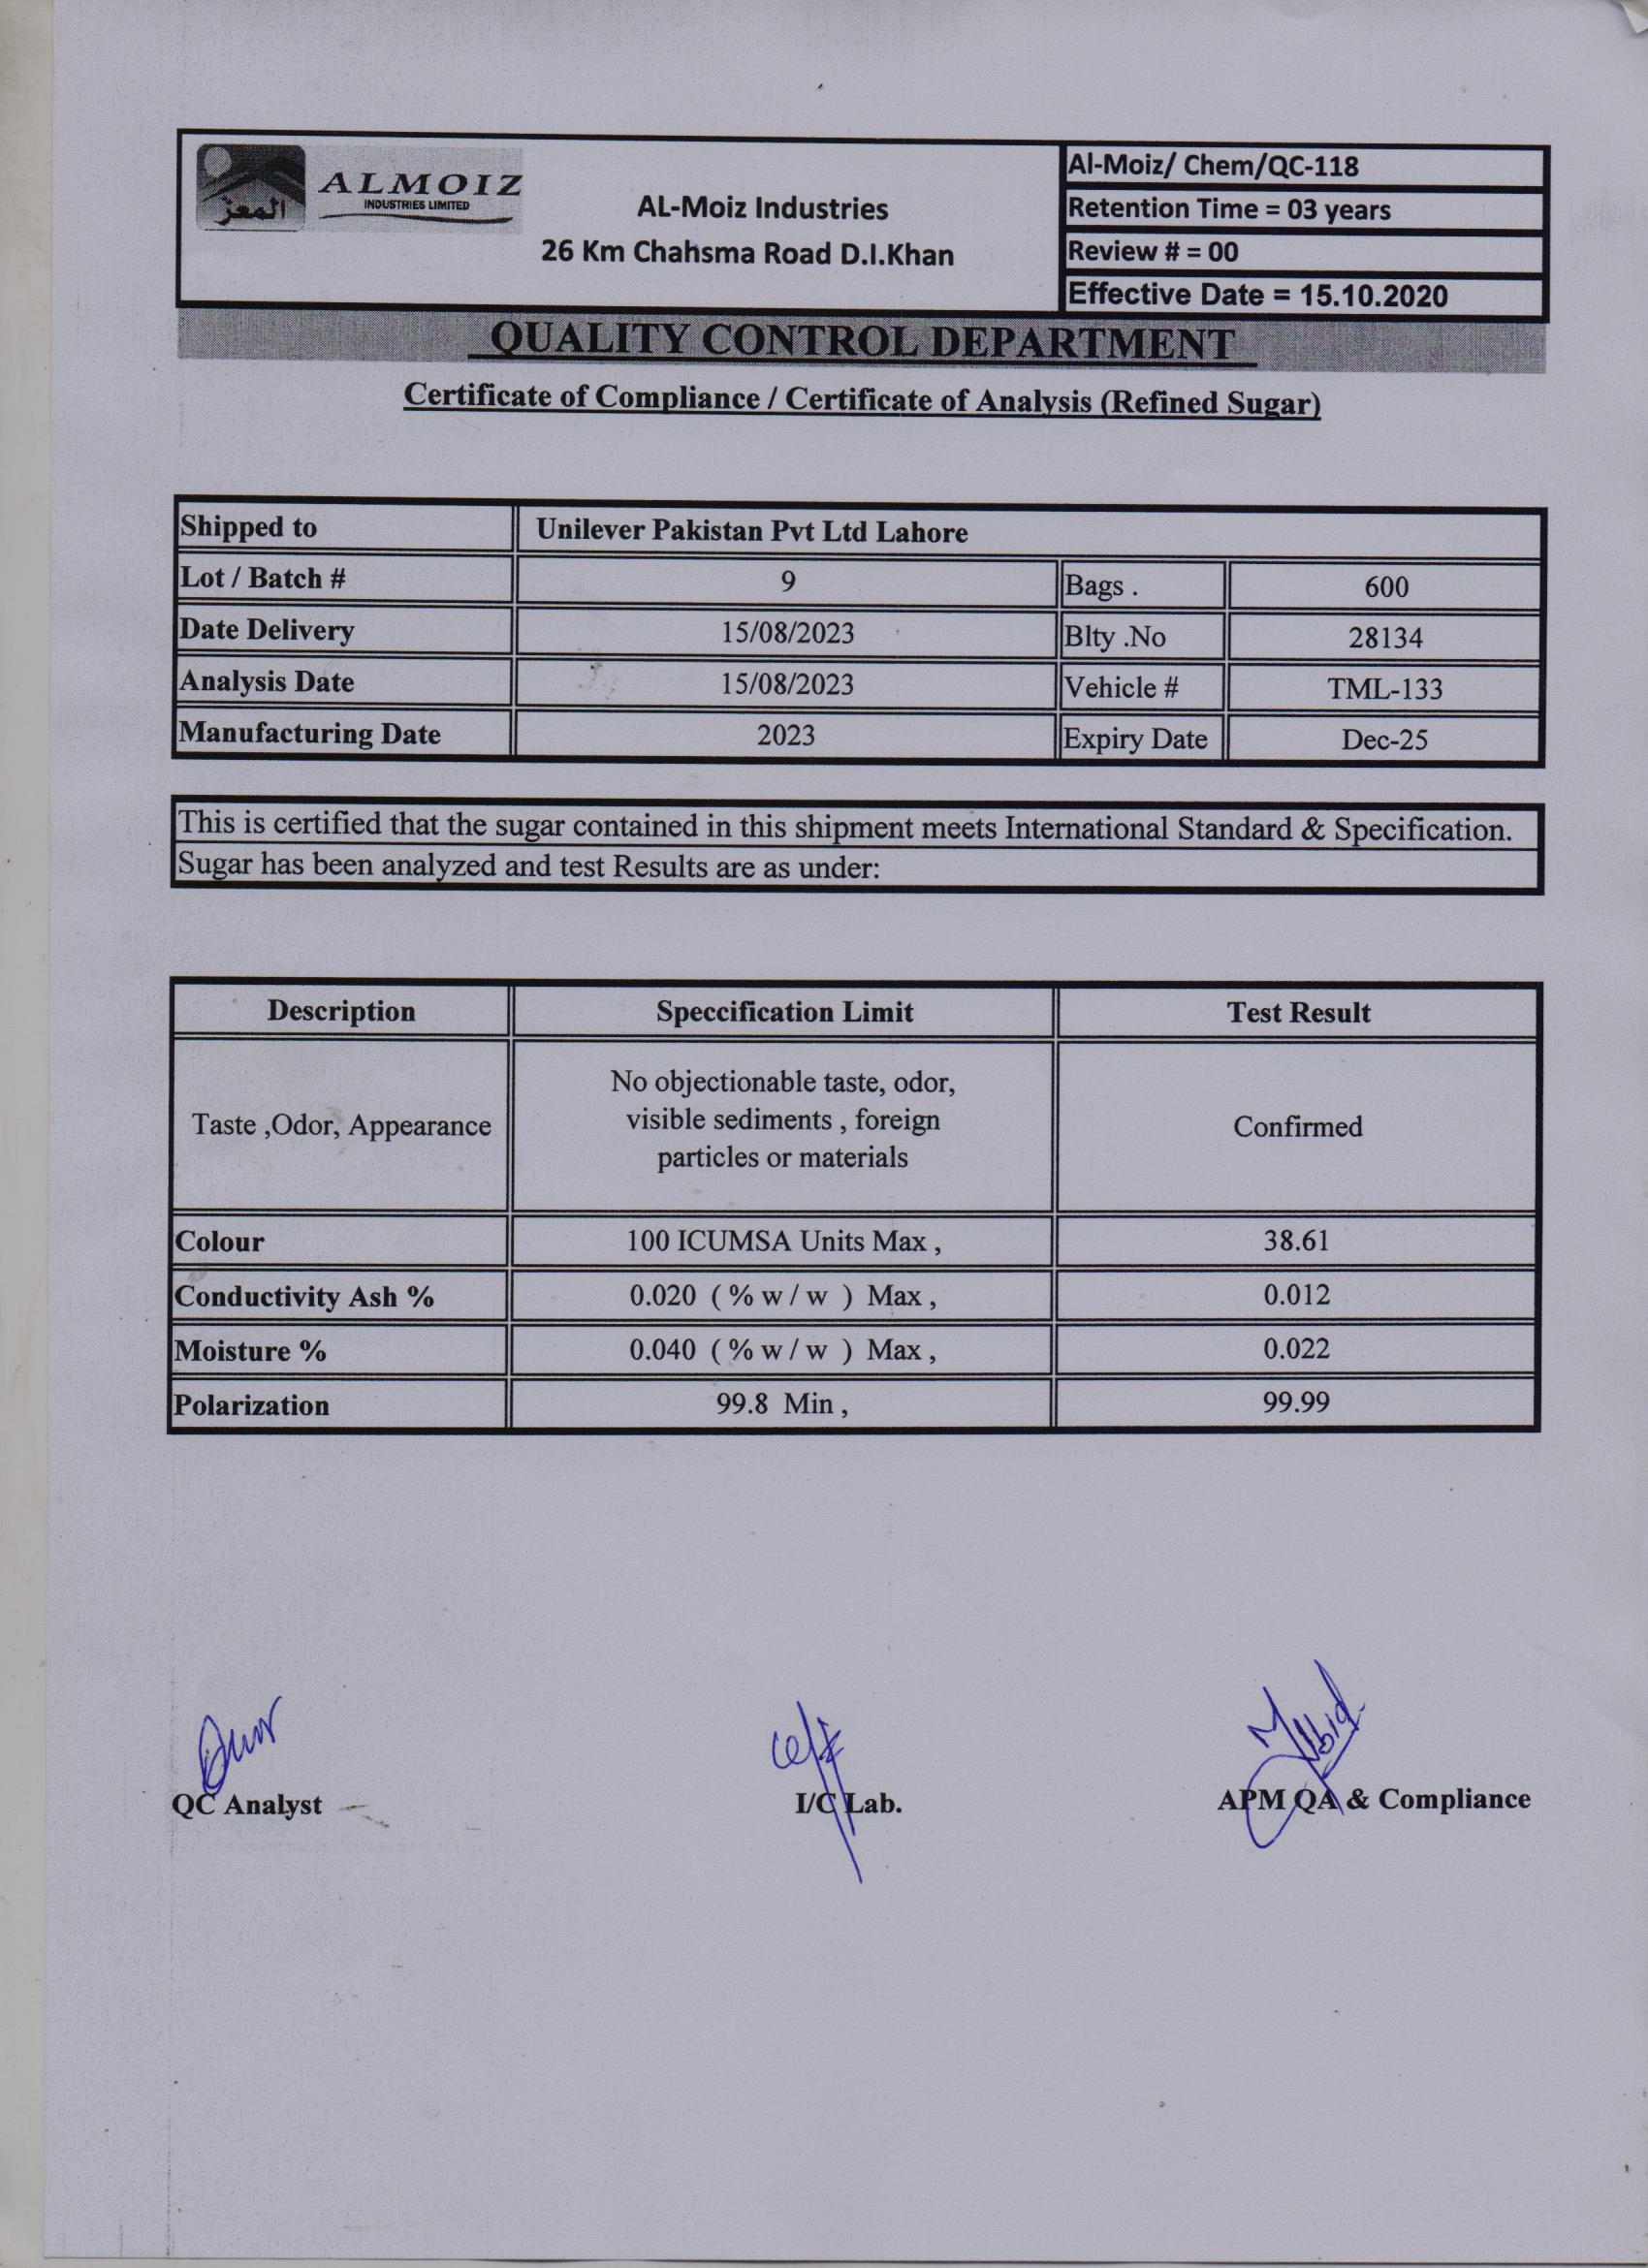 المعز
ALMOIZ
INDUSTRIES LIMITED
AL-Moiz Industries
26 Km Chahsma Road D.I.Khan
Al-Moiz/ Chem/QC-118
Retention Time = 03 years
Review # = 00
Effective Date = 15.10.2020
QUALITY CONTROL DEPARTMENT
Certificate of Compliance / Certificate of Analysis (Refined Sugar)
Shipped to Unilever Pakistan Pvt Ltd Lahore
Lot / Batch # 9 Bags . 600
Date Delivery 15/08/2023 Blty .No 28134
Analysis Date 15/08/2023 Vehicle # TML-133
Manufacturing Date 2023 Expiry Date Dec-25
This is certified that the sugar contained in this shipment meets International Standard & Specification.
Sugar has been analyzed and test Results are as under:
Description Speccification Limit Test Result
Taste ,Odor, Appearance
No objectionable taste, odor,
visible sediments , foreign
particles or materials
Confirmed
Colour 100 ICUMSA Units Max , 38.61
Conductivity Ash % 0.020 ( % w / w ) Max , 0.012
Moisture % 0.040 ( % w / w ) Max , 0.022
Polarization 99.8 Min , 99.99
QC Analyst I/C Lab. APM QA & Compliance